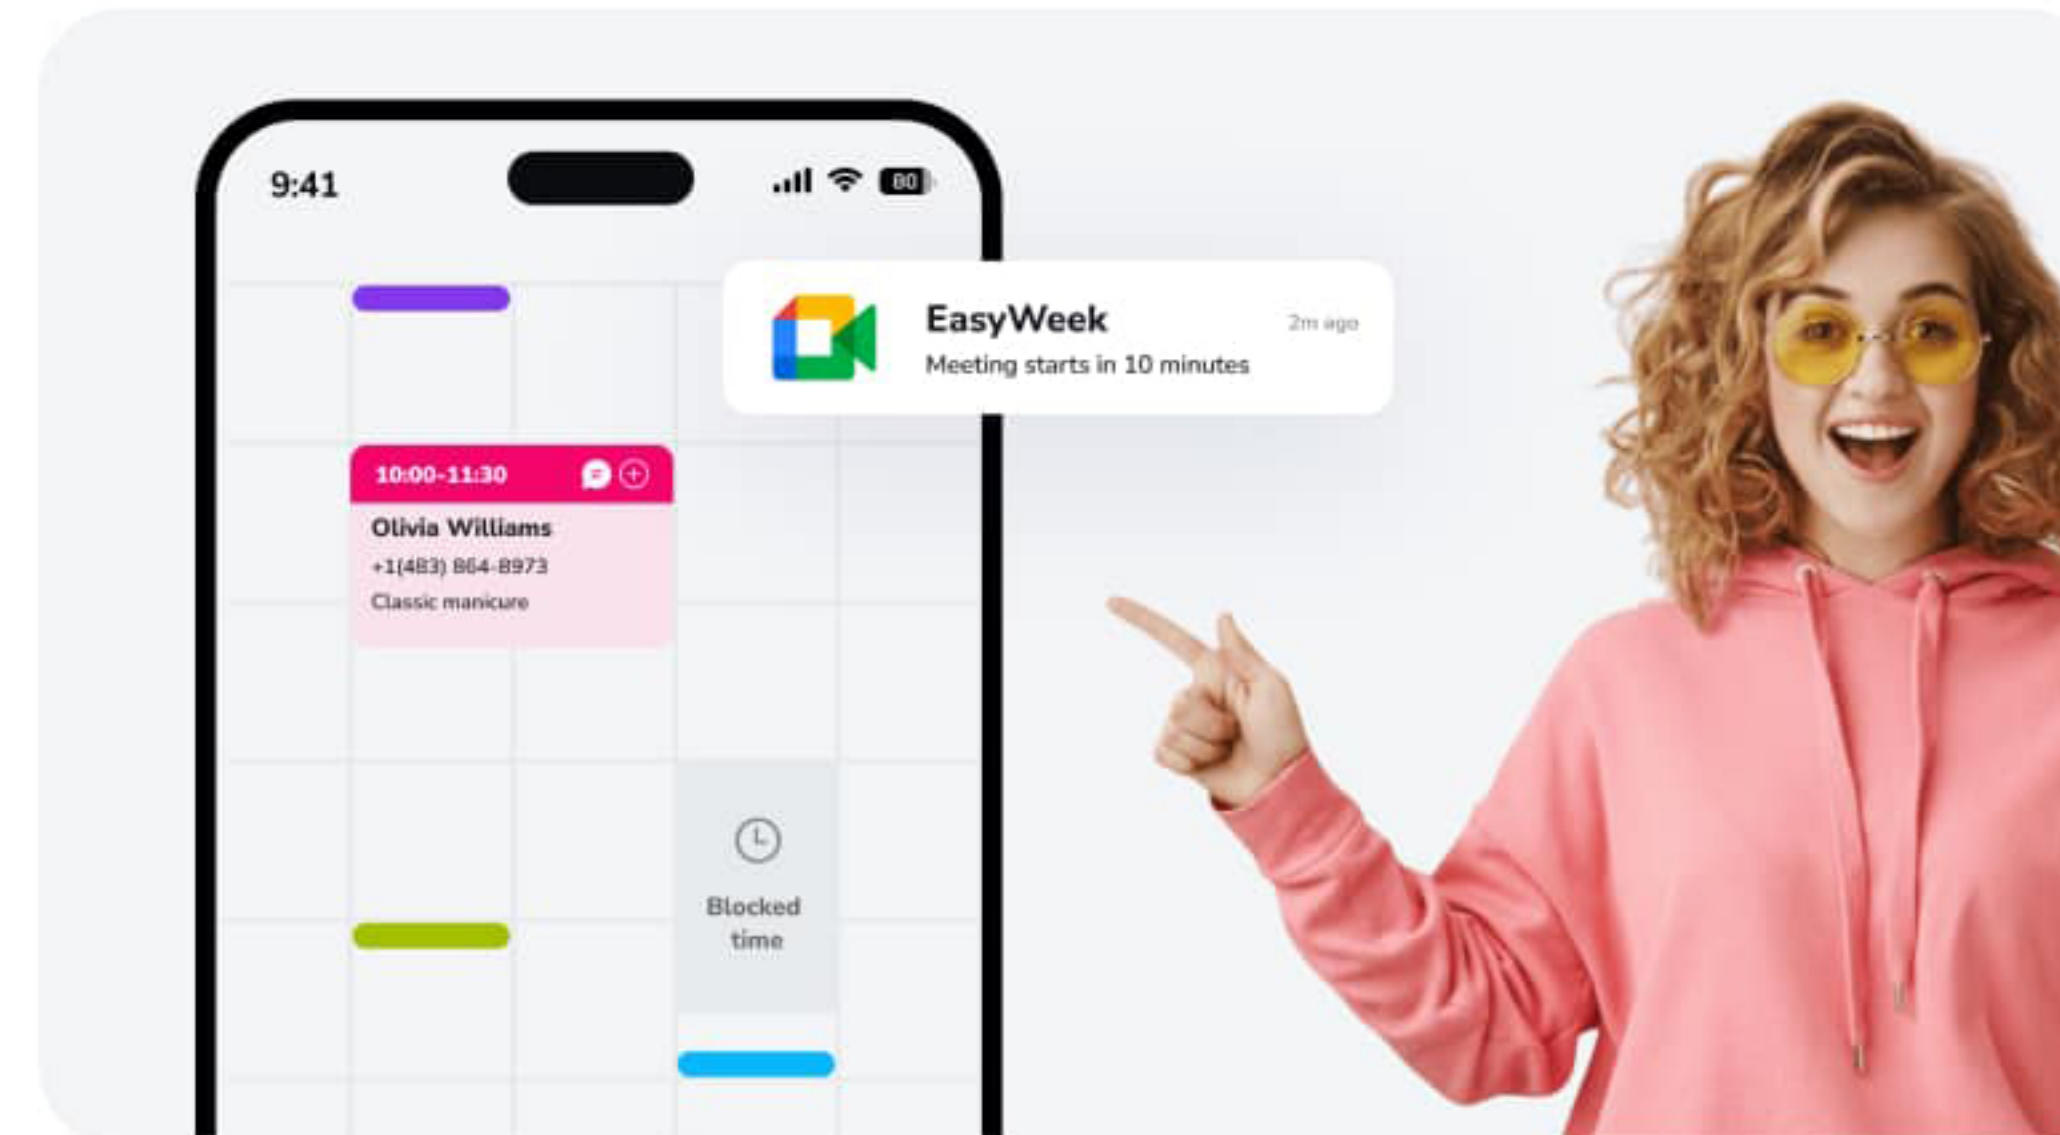 9:41
80
EasyWeek
2m ago
Meeting starts in 10 minutes
10:00-11:30
Olivia Williams
+1(483) 864-8973
Classic manicure
Blocked
time